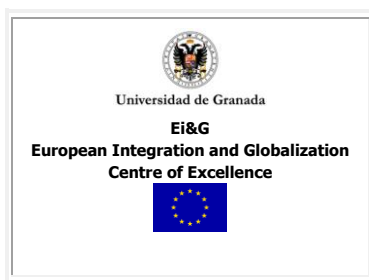 Universidad de Granada
Ei&G
European Integration and Globalization
Centre of Excellence